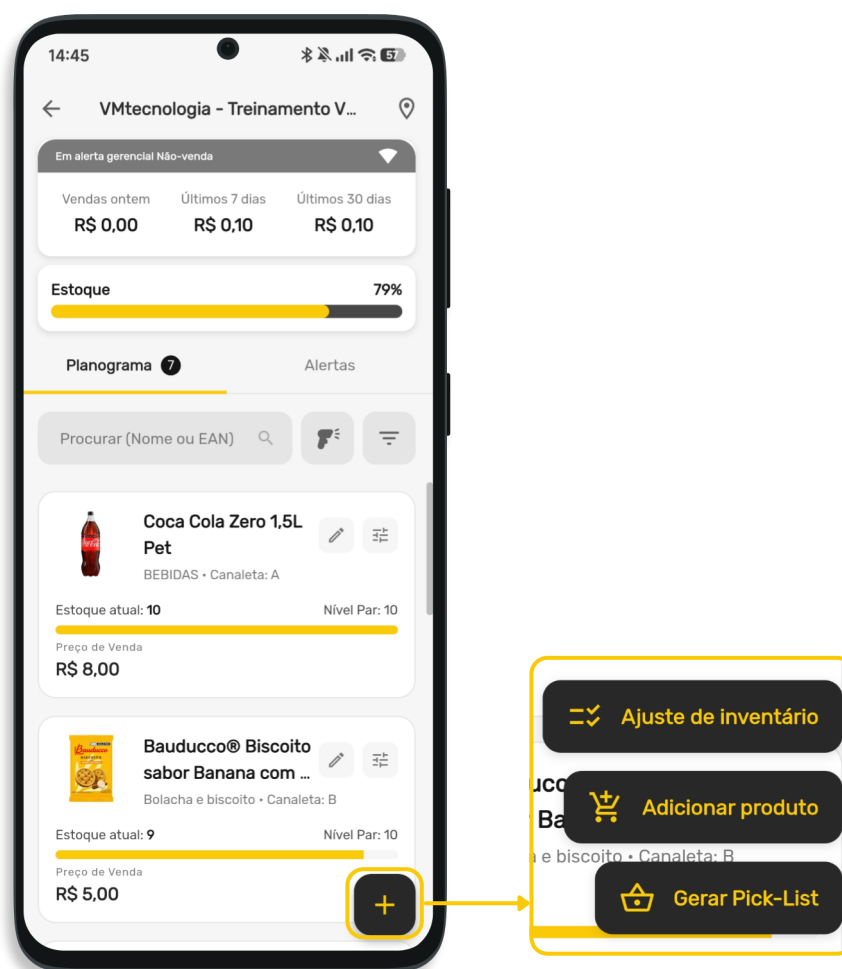 14:45
57
VMtecnologia - Treinamento V...
Em alerta gerencial Não-venda
Vendas ontem
Últimos 7 dias
Últimos 30 dias
R$ 0,00
R$ 0,10
R$ 0,10
Estoque
79%
Planograma 7
Alertas
Procurar (Nome ou EAN)
Coca Cola Zero 1,5L
Pet
BEBIDAS • Canaleta: A
Estoque atual: 10
Nível Par: 10
Preço de Venda
R$ 8,00
Bauducco
Bauducco® Biscoito
sabor Banana com ...
Bolacha e biscoito • Canaleta: B
Estoque atual: 9
Nível Par: 10
Preço de Venda
R$ 5,00
+
Ajuste de inventário
uco
Ba
Adicionar produto
e biscoito • Canaleta: B
Gerar Pick-List